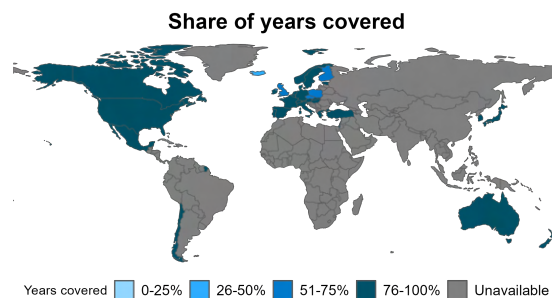 Share of years covered
Years covered 0-25% 26-50% 51-75% 76-100% Unavailable